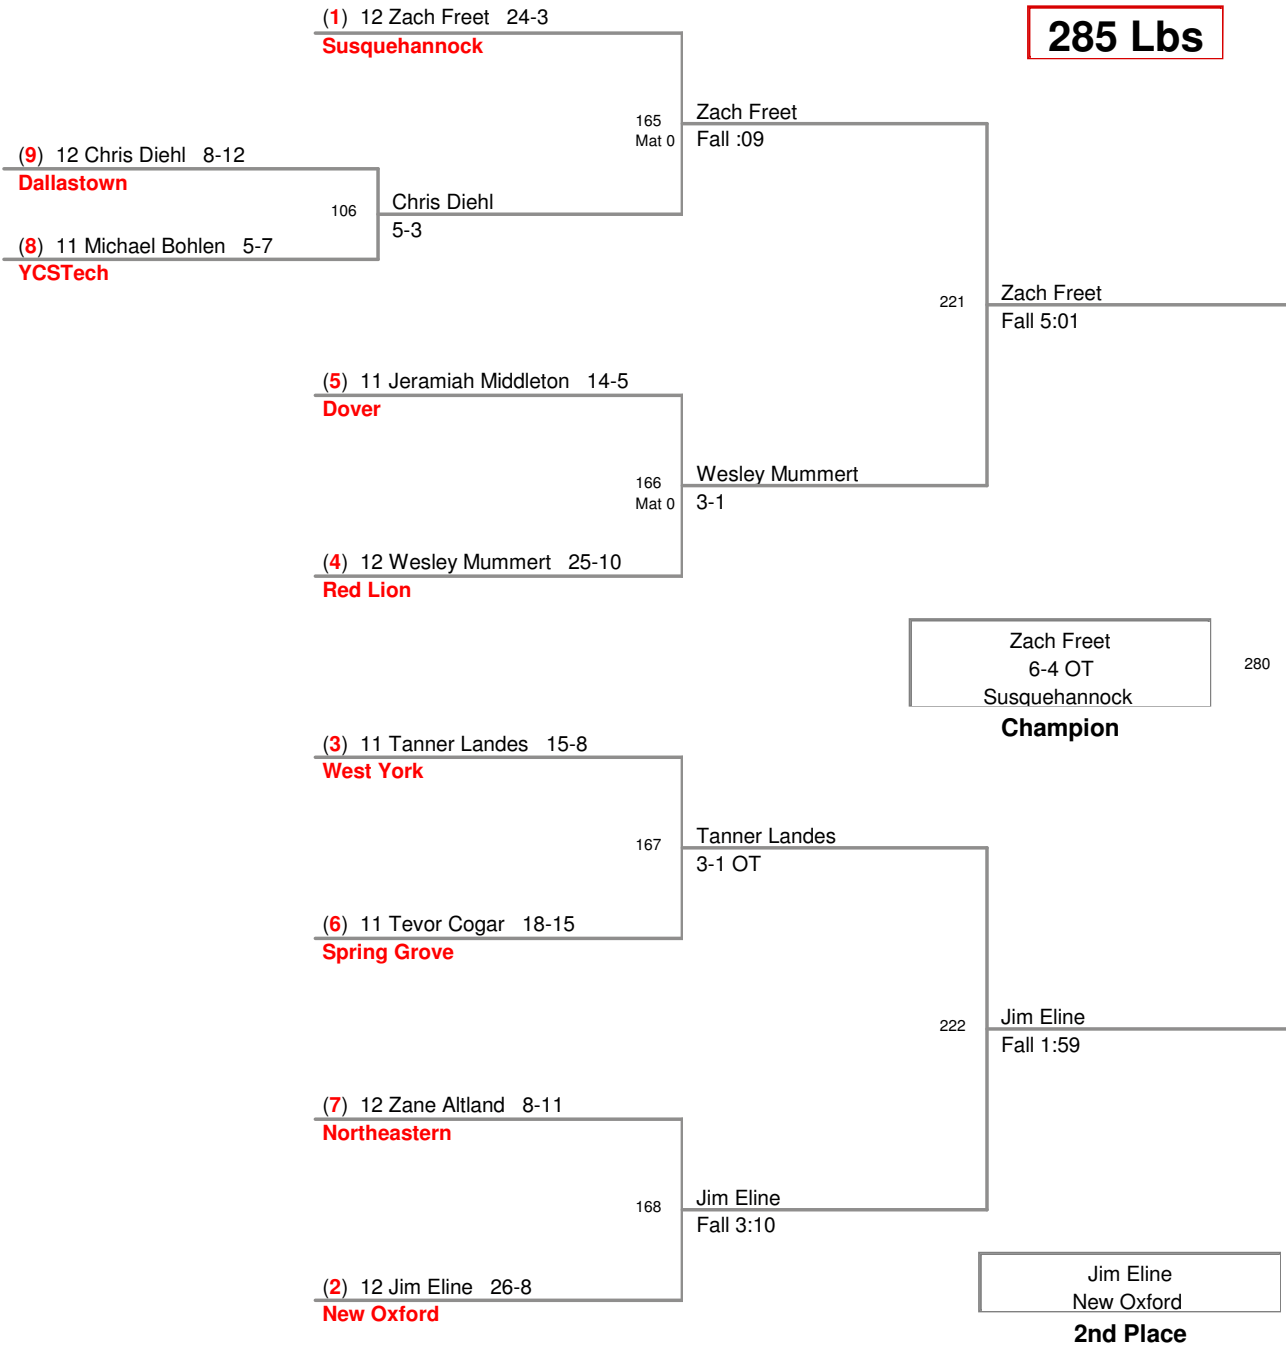 (1) 12 Zach Freet 24-3
Susquehannock
285 Lbs
165
Mat 0
Zach Freet
Fall :09
(9) 12 Chris Diehl 8-12
Dallastown
106
Chris Diehl
5-3
(8) 11 Michael Bohlen 5-7
YCSTech
221
Zach Freet
Fall 5:01
(5) 11 Jeramiah Middleton 14-5
Dover
166
Mat 0
Wesley Mummert
3-1
(4) 12 Wesley Mummert 25-10
Red Lion
Zach Freet
6-4 OT
Susquehannock
280
Champion
(3) 11 Tanner Landes 15-8
West York
167
Tanner Landes
3-1 OT
(6) 11 Tevor Cogar 18-15
Spring Grove
222
Jim Eline
Fall 1:59
(7) 12 Zane Altland 8-11
Northeastern
168
Jim Eline
Fall 3:10
(2) 12 Jim Eline 26-8
New Oxford
Jim Eline
New Oxford
2nd Place